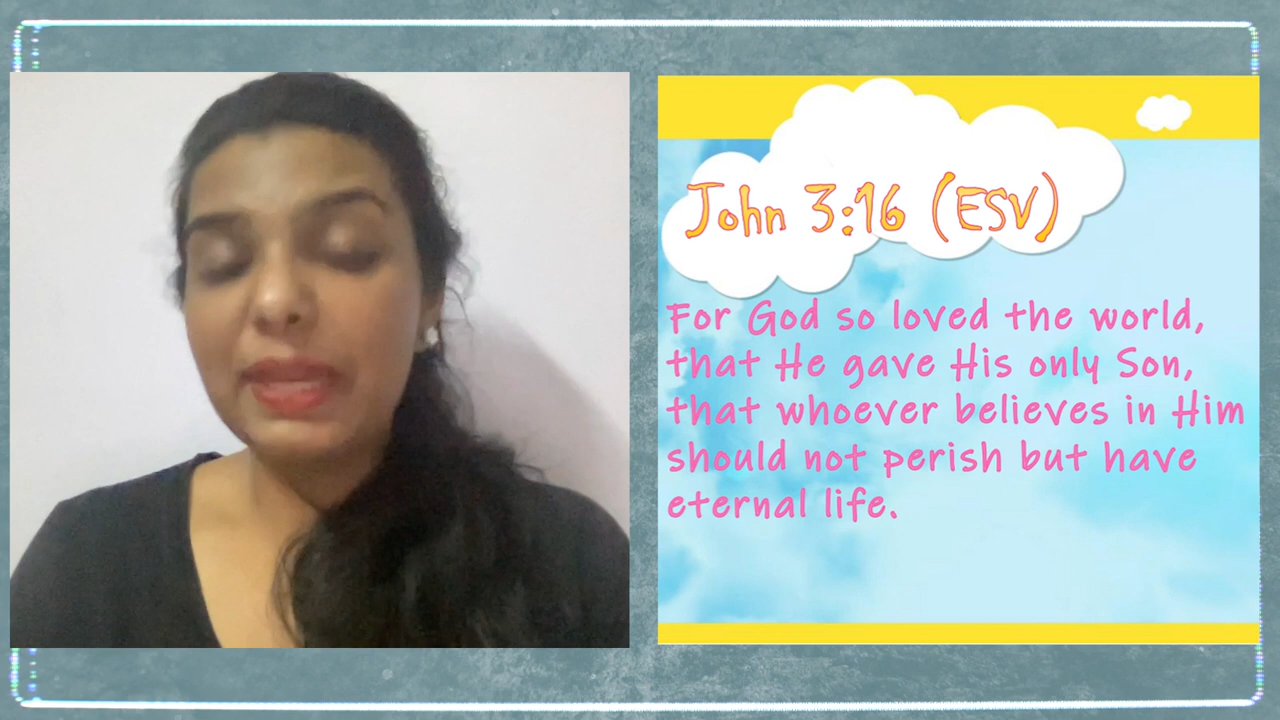 John 3:16 (ESV)
For God so loved the world,
that He gave His only Son,
that whoever believes in Him
should not perish but have
eternal life.